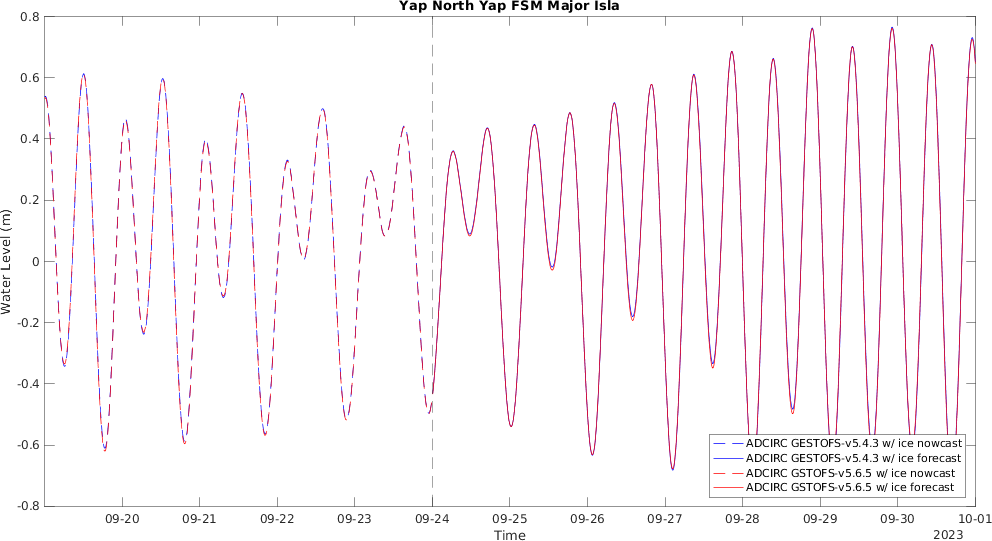 Yap North Yap FSM Major Isla
Water Level (m)
0.8
0.6
0.4
0.2
0
-0.2
-0.4
-0.6
-0.8
ADCIRC GESTOFS-v5.4.3 w/ ice nowcast
ADCIRC GESTOFS-v5.4.3 w/ ice forecast
ADCIRC GSTOFS-v5.6.5 w/ ice nowcast
ADCIRC GSTOFS-v5.6.5 w/ ice forecast
09-20 09-21 09-22 09-23 09-24 09-25 09-26 09-27 09-28 09-29 09-30 10-01
Time
2023